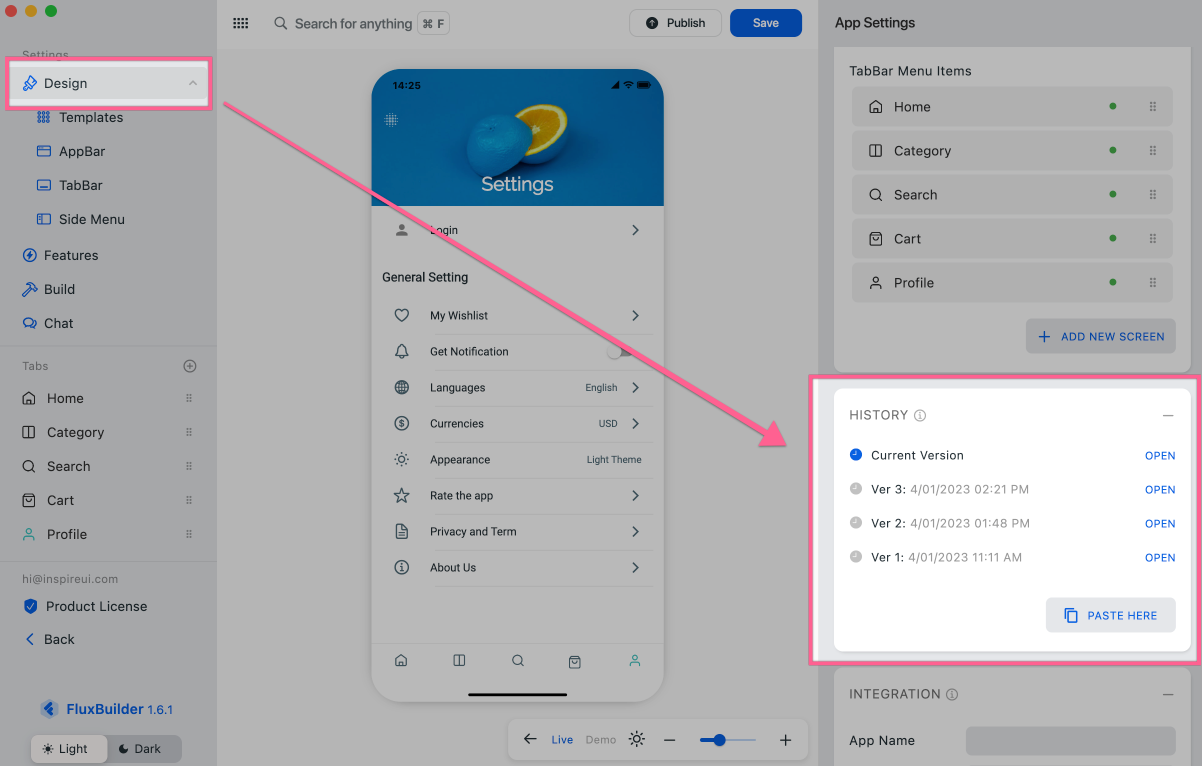 Settings
Design
Templates
AppBar
TabBar
Side Menu
Features
Build
Chat
Tabs
Home
Category
Search
Cart
Profile
hi@inspireui.com
Product License
Back
FluxBuilder 1.6.1
Light
Dark
Search for anything
⌘ F
Publish
Save
14:25
Settings
Login
General Setting
My Wishlist
Get Notification
Languages English
Currencies USD
Appearance Light Theme
Rate the app
Privacy and Term
About Us
Live
Demo
App Settings
TabBar Menu Items
Home
Category
Search
Cart
Profile
ADD NEW SCREEN
HISTORY
Current Version OPEN
Ver 3: 4/01/2023 02:21 PM OPEN
Ver 2: 4/01/2023 01:48 PM OPEN
Ver 1: 4/01/2023 11:11 AM OPEN
PASTE HERE
INTEGRATION
App Name